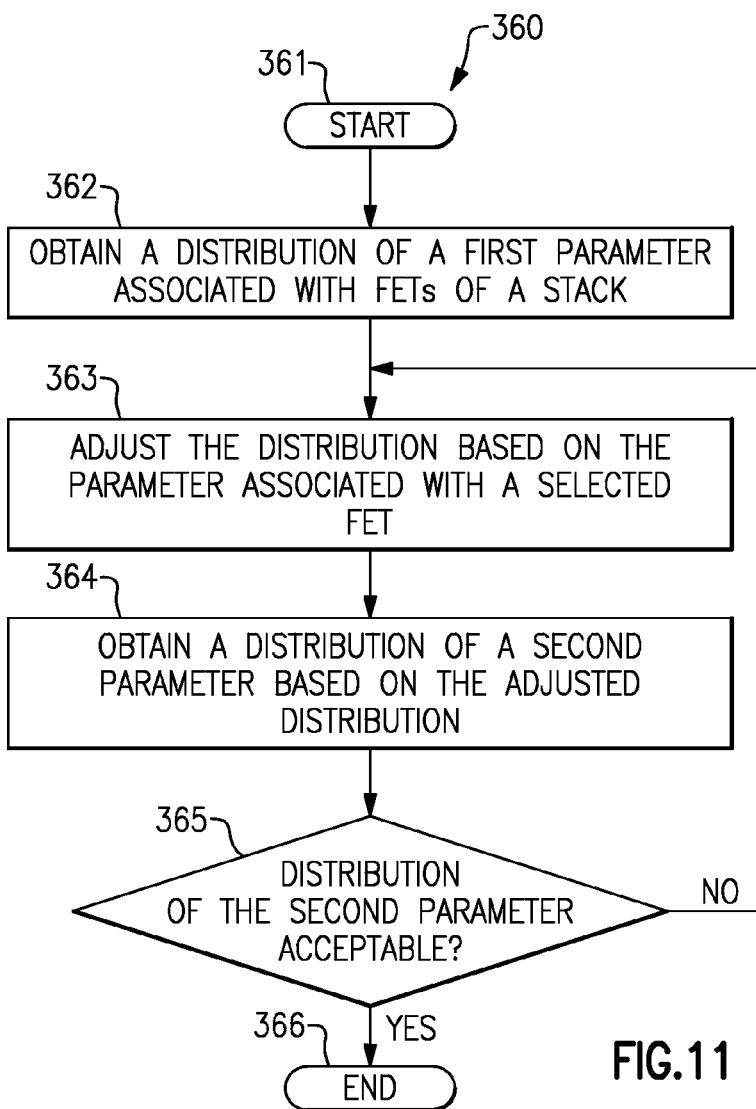 360
361
START
362
OBTAIN A DISTRIBUTION OF A FIRST PARAMETER
ASSOCIATED WITH FETs OF A STACK
363
ADJUST THE DISTRIBUTION BASED ON THE
PARAMETER ASSOCIATED WITH A SELECTED
FET
364
OBTAIN A DISTRIBUTION OF A SECOND
PARAMETER BASED ON THE ADJUSTED
DISTRIBUTION
365
DISTRIBUTION
OF THE SECOND PARAMETER
ACCEPTABLE?
NO
YES
366
END
FIG.11